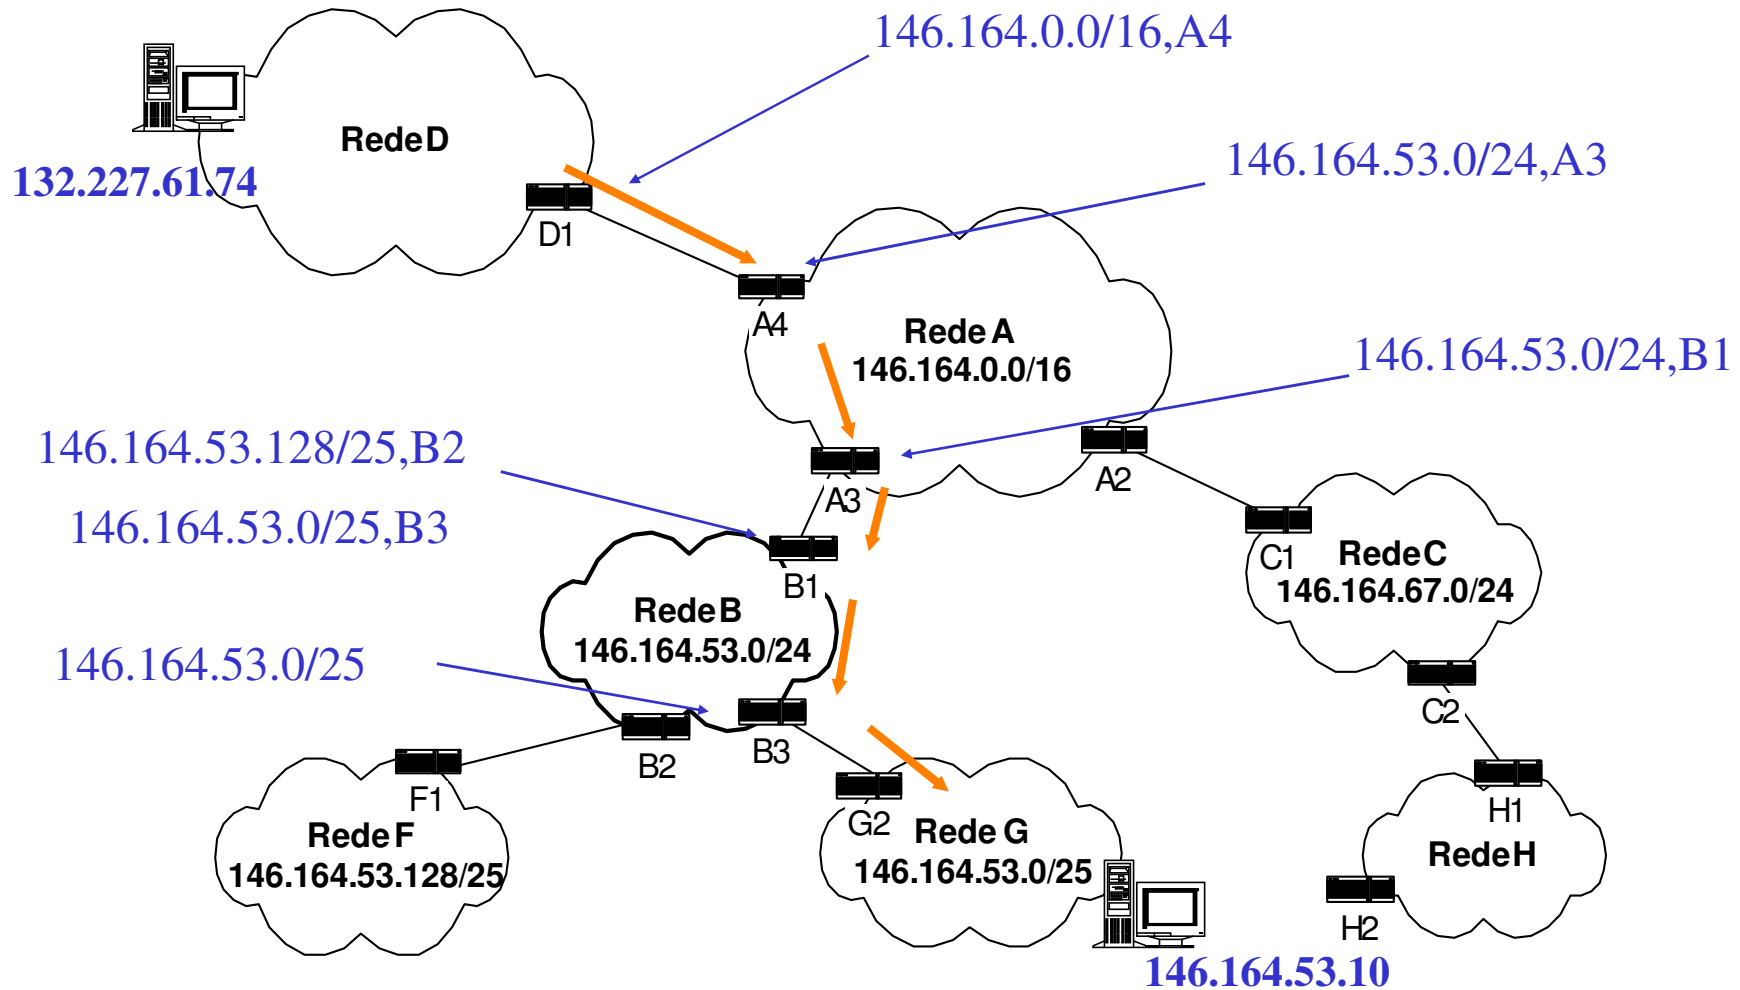 146.164.0.0/16,A4
Rede D
146.164.53.0/24,A3
132.227.61.74
D1
A4
Rede A
146.164.0.0/16
146.164.53.0/24,B1
146.164.53.128/25,B2
A3
A2
146.164.53.0/25,B3
B1
C1
Rede C
146.164.67.0/24
Rede B
146.164.53.0/24
146.164.53.0/25
C2
B2
B3
F1
G2
H1
Rede F
146.164.53.128/25
Rede G
146.164.53.0/25
Rede H
H2
146.164.53.10